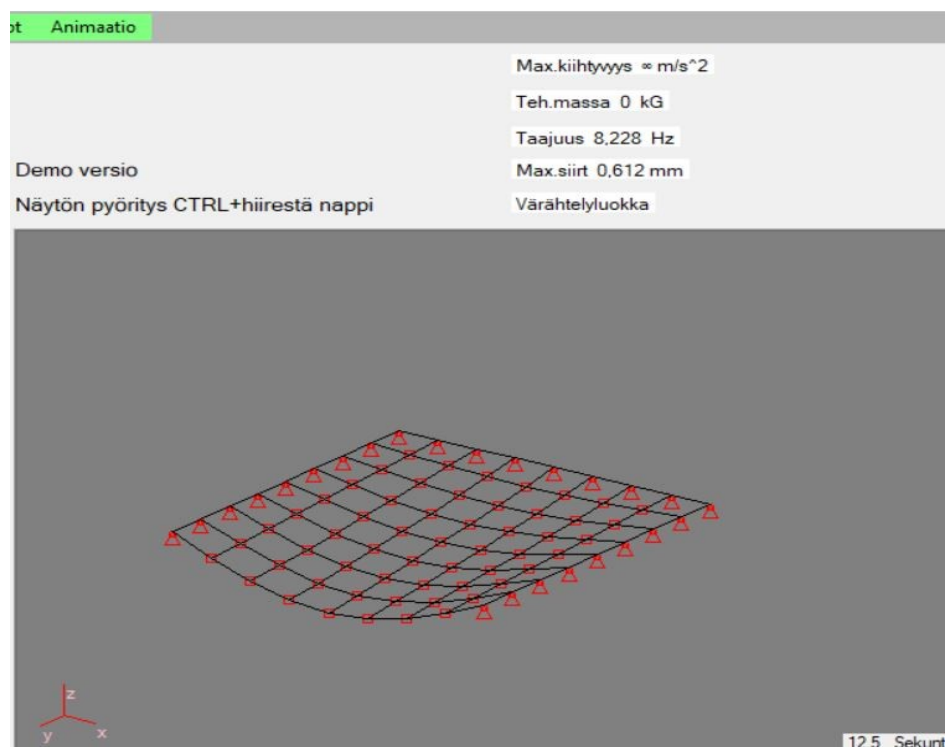 ot Animaatio
Max.kiihtyvyys ∞ m/s^2
Teh.massa 0 kG
Taajuus 8,228 Hz
Demo versio
Max.siirt 0,612 mm
Näytön pyöritys CTRL+hiirestä nappi
Värähtelyluokka
z
y
x
12,5 Sekunt